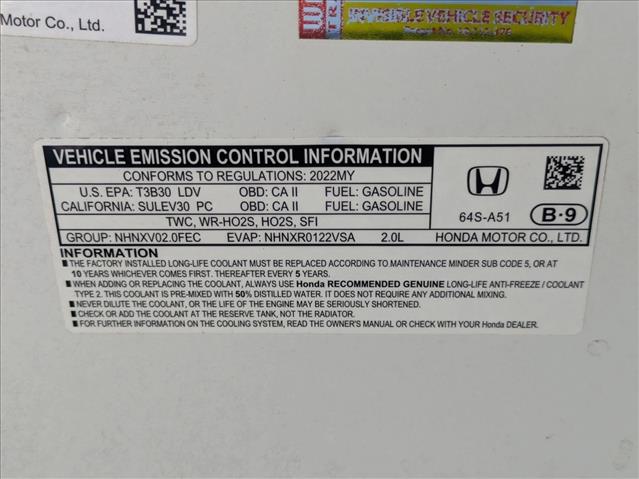 Motor Co., Ltd.
INVISIBLE VEHICLE SECURITY
VEHICLE EMISSION CONTROL INFORMATION
CONFORMS TO REGULATIONS: 2022MY
U.S. EPA: T3B30 LDV OBD: CA II FUEL: GASOLINE
CALIFORNIA: SULEV30 PC OBD: CA II FUEL: GASOLINE
TWC, WR-HO2S, HO2S, SFI
GROUP: NHNXV02.0FEC EVAP: NHNXR0122VSA 2.0L HONDA MOTOR CO., LTD.
64S-A51
B-9
INFORMATION
■ THE FACTORY INSTALLED LONG-LIFE COOLANT MUST BE REPLACED ACCORDING TO MAINTENANCE MINDER SUB CODE 5, OR AT
10 YEARS WHICHEVER COMES FIRST. THEREAFTER EVERY 5 YEARS.
■ WHEN ADDING OR REPLACING THE COOLANT, ALWAYS USE Honda RECOMMENDED GENUINE LONG-LIFE ANTI-FREEZE / COOLANT
TYPE 2. THIS COOLANT IS PRE-MIXED WITH 50% DISTILLED WATER. IT DOES NOT REQUIRE ANY ADDITIONAL MIXING.
■ NEVER DILUTE THE COOLANT, OR LIFE OF THE ENGINE MAY BE SERIOUSLY SHORTENED.
■ CHECK OR ADD THE COOLANT AT THE RESERVE TANK, NOT THE RADIATOR.
■ FOR FURTHER INFORMATION ON THE COOLING SYSTEM, READ THE OWNER'S MANUAL OR CHECK WITH YOUR Honda DEALER.